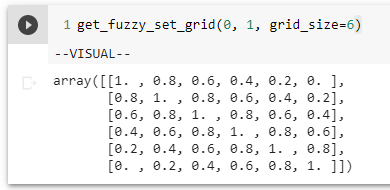 1 get_fuzzy_set_grid(0, 1, grid_size=6)
--VISUAL--
array([[1. , 0.8, 0.6, 0.4, 0.2, 0. ],
[0.8, 1. , 0.8, 0.6, 0.4, 0.2],
[0.6, 0.8, 1. , 0.8, 0.6, 0.4],
[0.4, 0.6, 0.8, 1. , 0.8, 0.6],
[0.2, 0.4, 0.6, 0.8, 1. , 0.8],
[0. , 0.2, 0.4, 0.6, 0.8, 1. ]])